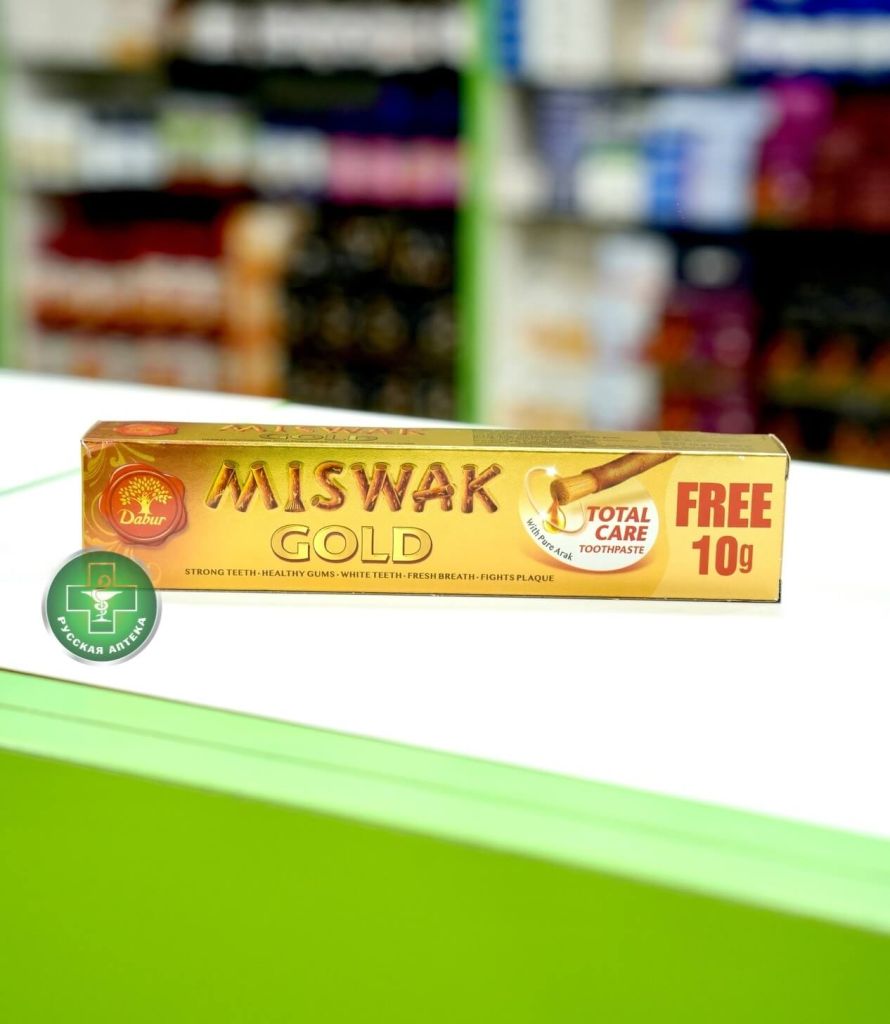 MISWAK
GOLD
Dabur
MISWAK
GOLD
STRONG TEETH • HEALTHY GUMS • WHITE TEETH • FRESH BREATH • FIGHTS PLAQUE
With Pure Arak
TOTAL
CARE
TOOTHPASTE
FREE
10g
РУССКАЯ АПТЕКА